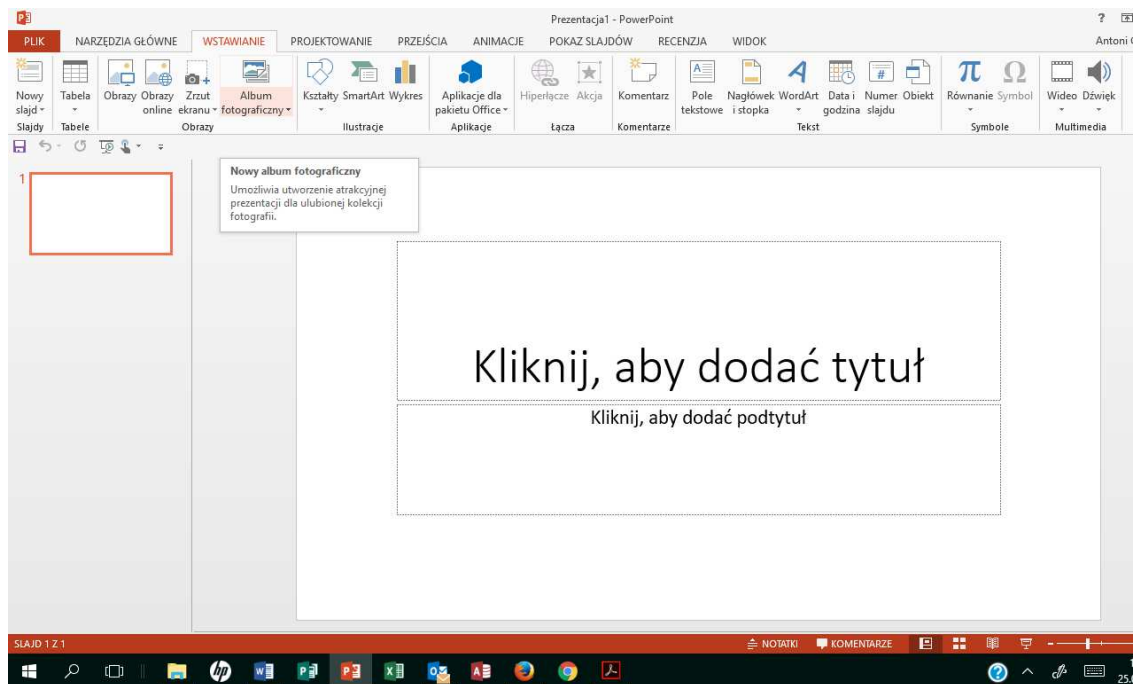 Prezentacja1 - PowerPoint
?
PLIK NARZĘDZIA GŁÓWNE WSTAWIANIE PROJEKTOWANIE PRZEJŚCIA ANIMACJE POKAZ SLAJDÓW RECENZJA WIDOK Antoni
Nowy slajd
Tabela
Obrazy
Obrazy online
Zrzut ekranu
Album fotograficzny
Kształty
SmartArt
Wykres
Aplikacje dla pakietu Office
Hiperłącze
Akcja
Komentarz
Pole tekstowe
Nagłówek i stopka
WordArt
Data i godzina
Numer slajdu
Obiekt
Równanie
Symbol
Wideo
Dźwięk
Slajdy Tabele Obrazy Ilustracje Aplikacje Łącza Komentarze Tekst Symbole Multimedia
1
Nowy album fotograficzny
Umożliwia utworzenie atrakcyjnej
prezentacji dla ulubionej kolekcji
fotografii.
Kliknij, aby dodać tytuł
Kliknij, aby dodać podtytuł
SLAJD 1 Z 1 NOTATKI KOMENTARZE
25.